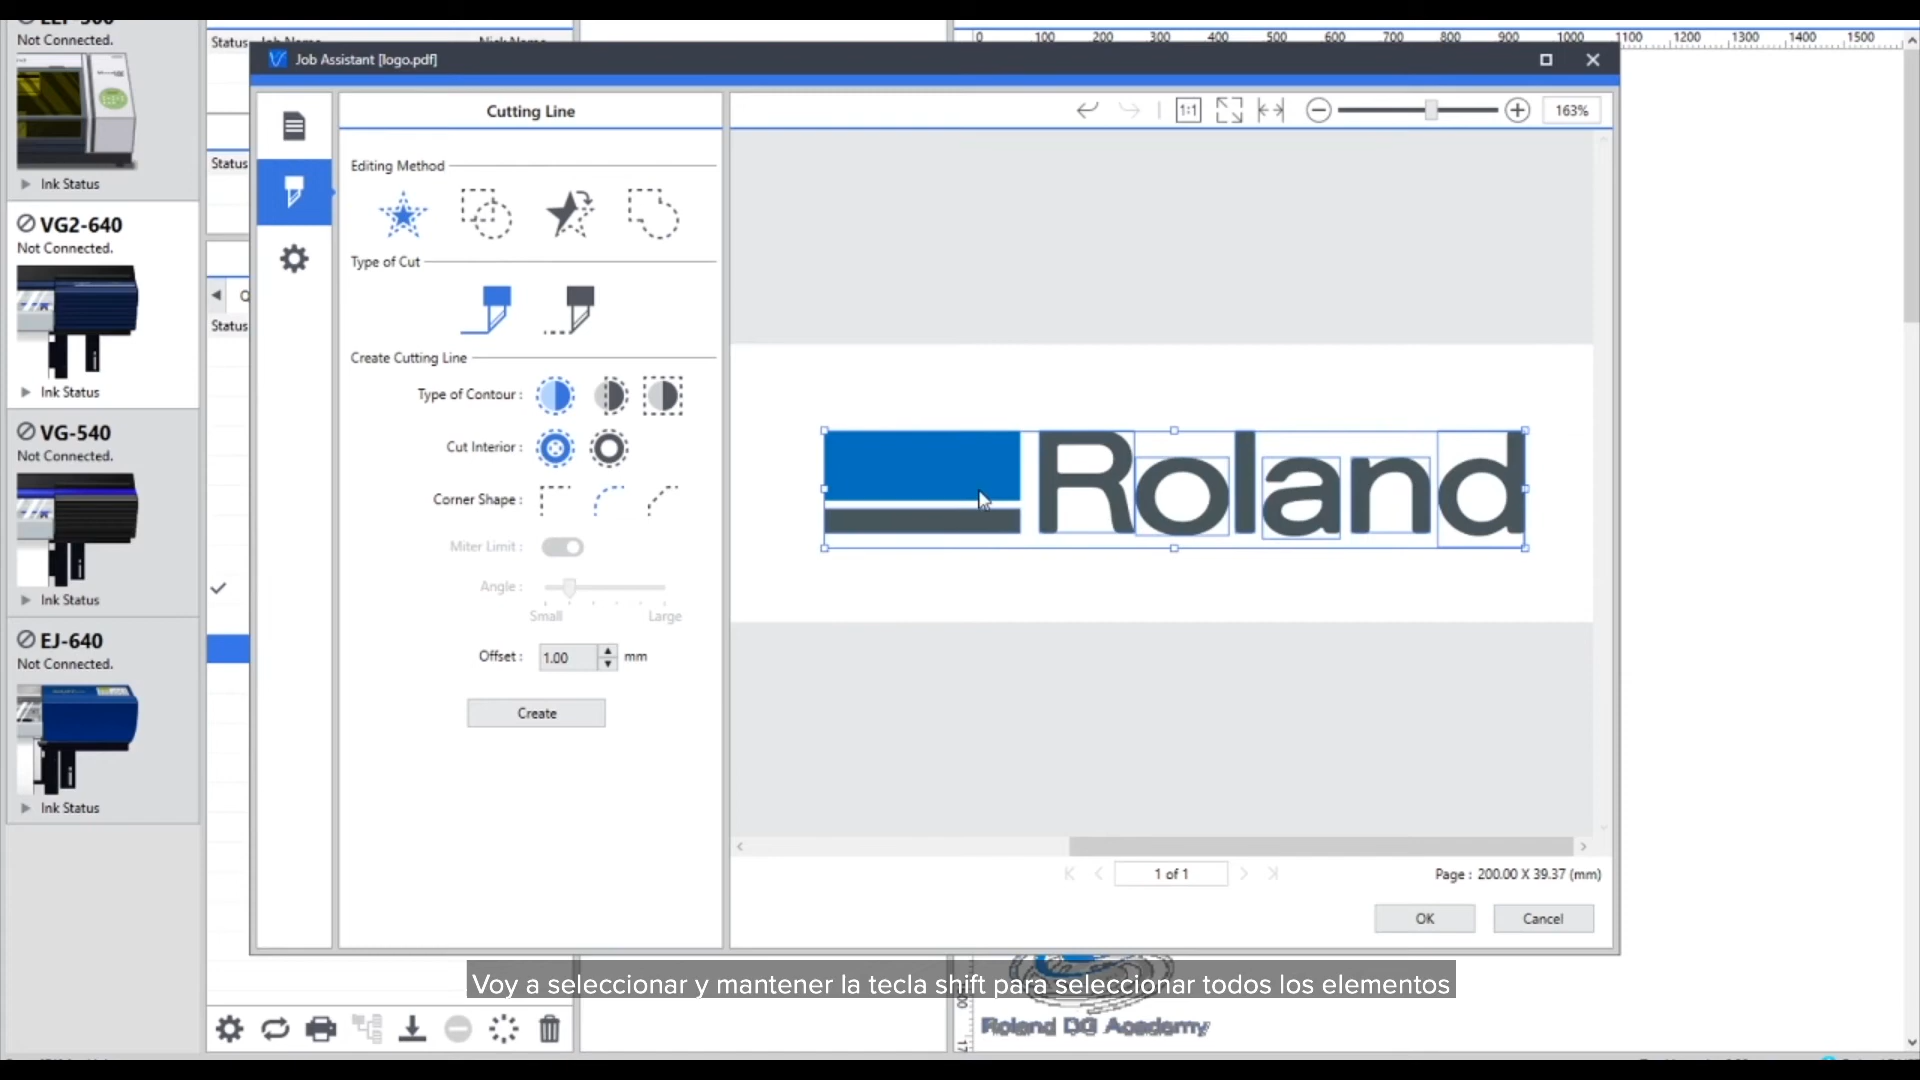 Not Connected.
Ink Status
VG2-640
Not Connected.
Ink Status
VG-540
Not Connected.
Ink Status
EJ-640
Not Connected.
Ink Status
Status
Status
Status
Job Assistant [logo.pdf]
Cutting Line
Editing Method
Type of Cut
Create Cutting Line
Type of Contour :
Cut Interior :
Corner Shape :
Miter Limit :
Angle :
Small Large
Offset : 1.00 mm
Create
0 100 200 300 400 500 600 700 800 900 1000 1100 1200 1300 1400 1500
1:1
163%
Roland
1 of 1
Page : 200.00 X 39.37 (mm)
OK Cancel
Voy a seleccionar y mantener la tecla shift para seleccionar todos los elementos
Roland DG Academy